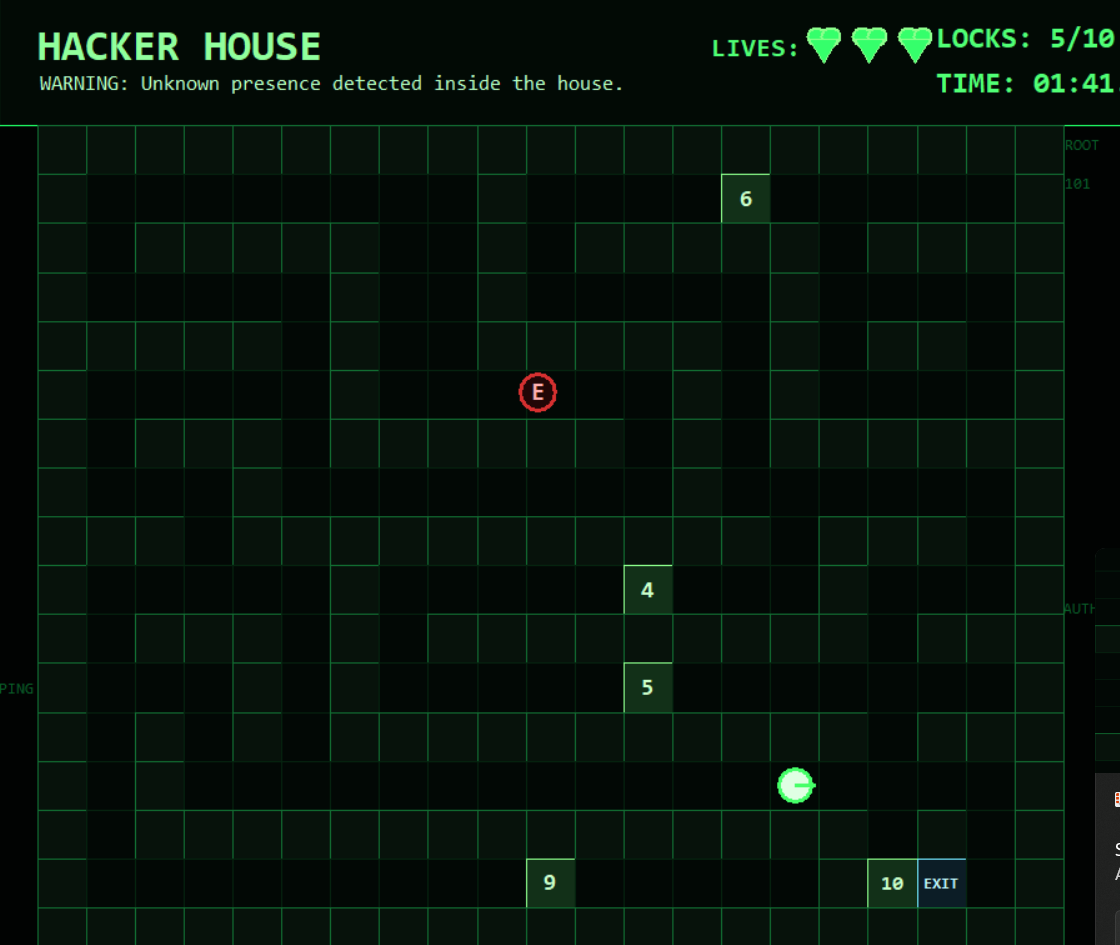 HACKER HOUSE
LIVES:
LOCKS: 5/10
WARNING: Unknown presence detected inside the house.
TIME: 01:41
ROOT
101
6
E
4
AUTH
5
PING
9
10
EXIT